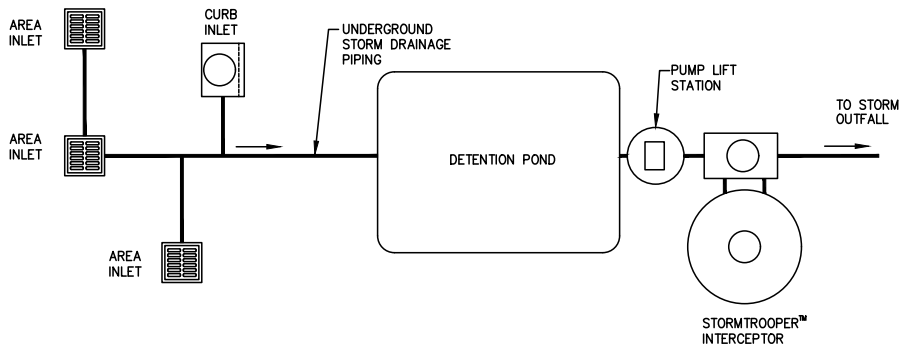 AREA
INLET
CURB
INLET
UNDERGROUND
STORM DRAINAGE
PIPING
PUMP LIFT
STATION
TO STORM
OUTFALL
AREA
INLET
DETENTION POND
AREA
INLET
STORMTROOPER™
INTERCEPTOR